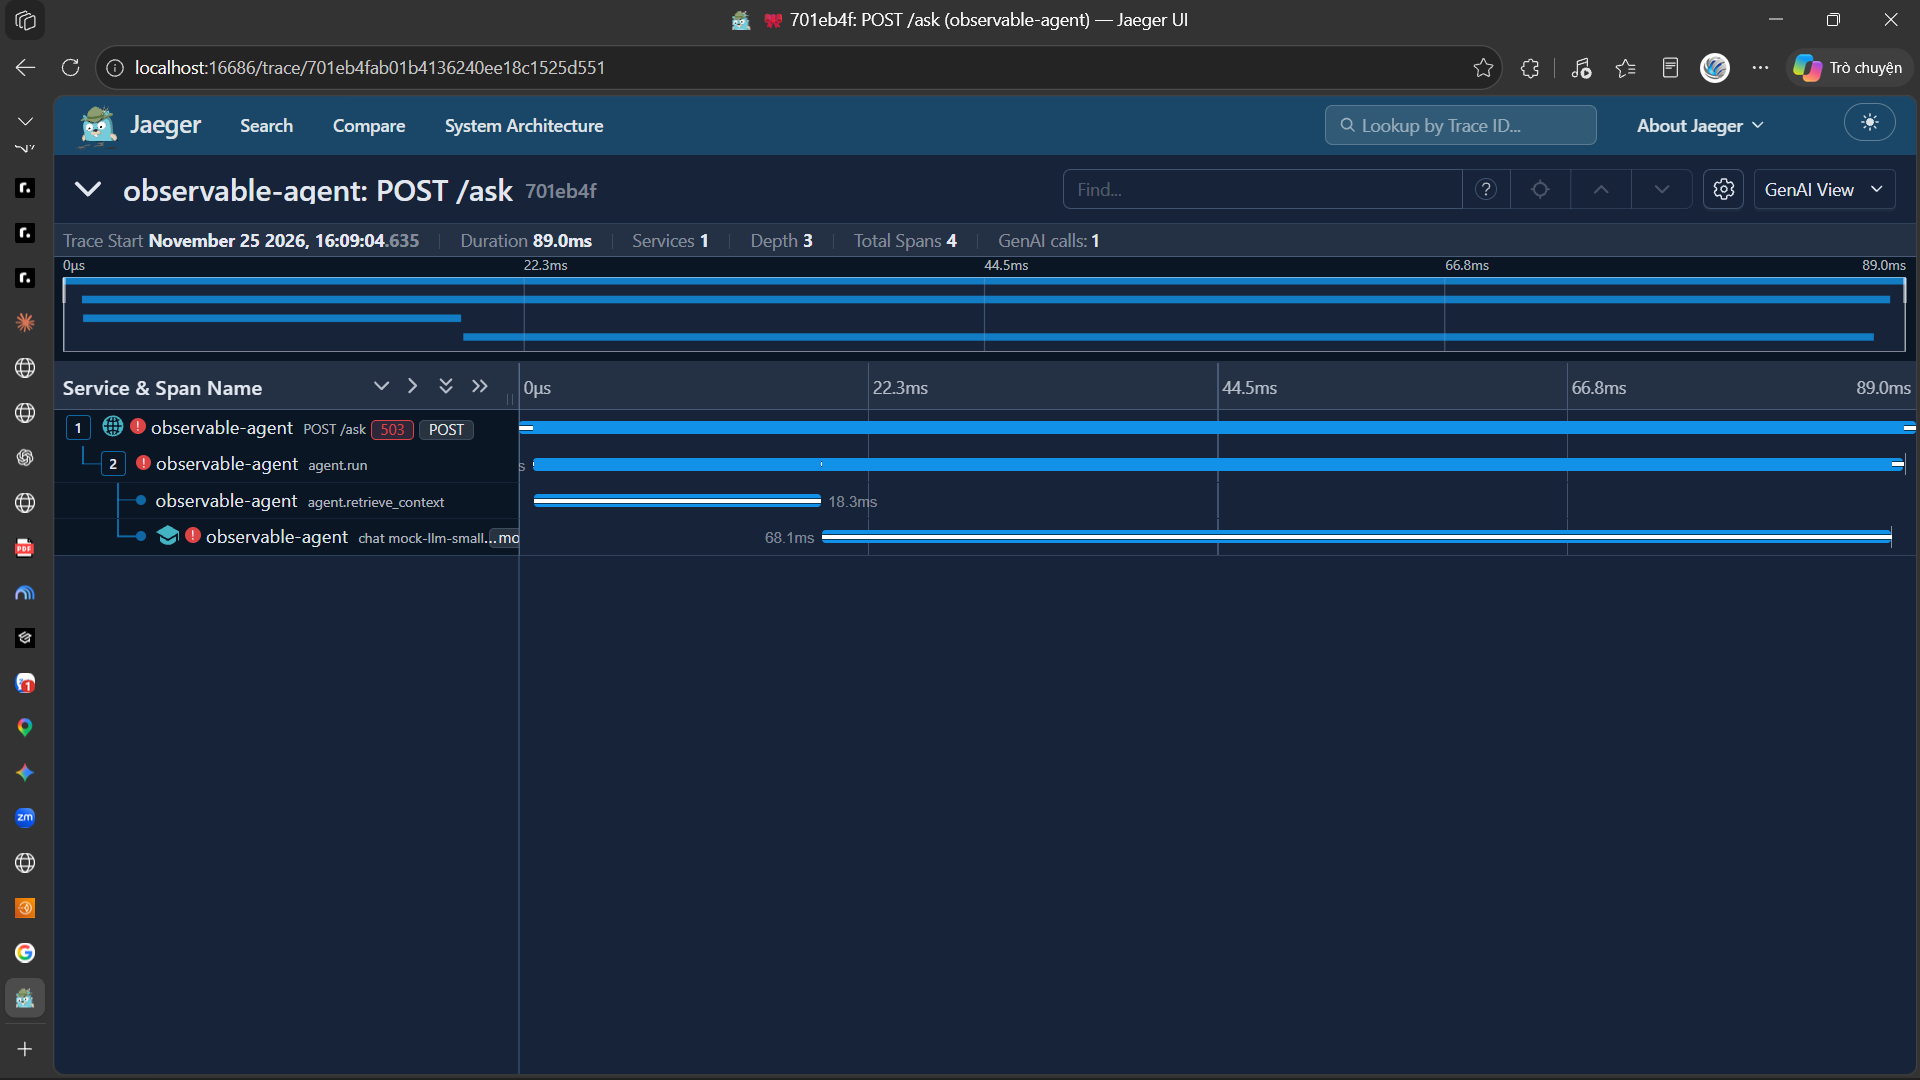 701eb4f: POST /ask (observable-agent) — Jaeger UI
localhost:16686/trace/701eb4fab01b4136240ee18c1525d551
Trò chuyện
Jaeger
Search
Compare
System Architecture
Lookup by Trace ID...
About Jaeger
observable-agent: POST /ask 701eb4f
Find...
GenAI View
Trace Start November 25 2026, 16:09:04.635
Duration 89.0ms
Services 1
Depth 3
Total Spans 4
GenAI calls: 1
0μs
22.3ms
44.5ms
66.8ms
89.0ms
Service & Span Name
0μs
22.3ms
44.5ms
66.8ms
89.0ms
1 observable-agent POST /ask 503 POST
2 observable-agent agent.run
s
observable-agent agent.retrieve_context
18.3ms
observable-agent chat mock-llm-small... ...mo
68.1ms
PDF
1
zm